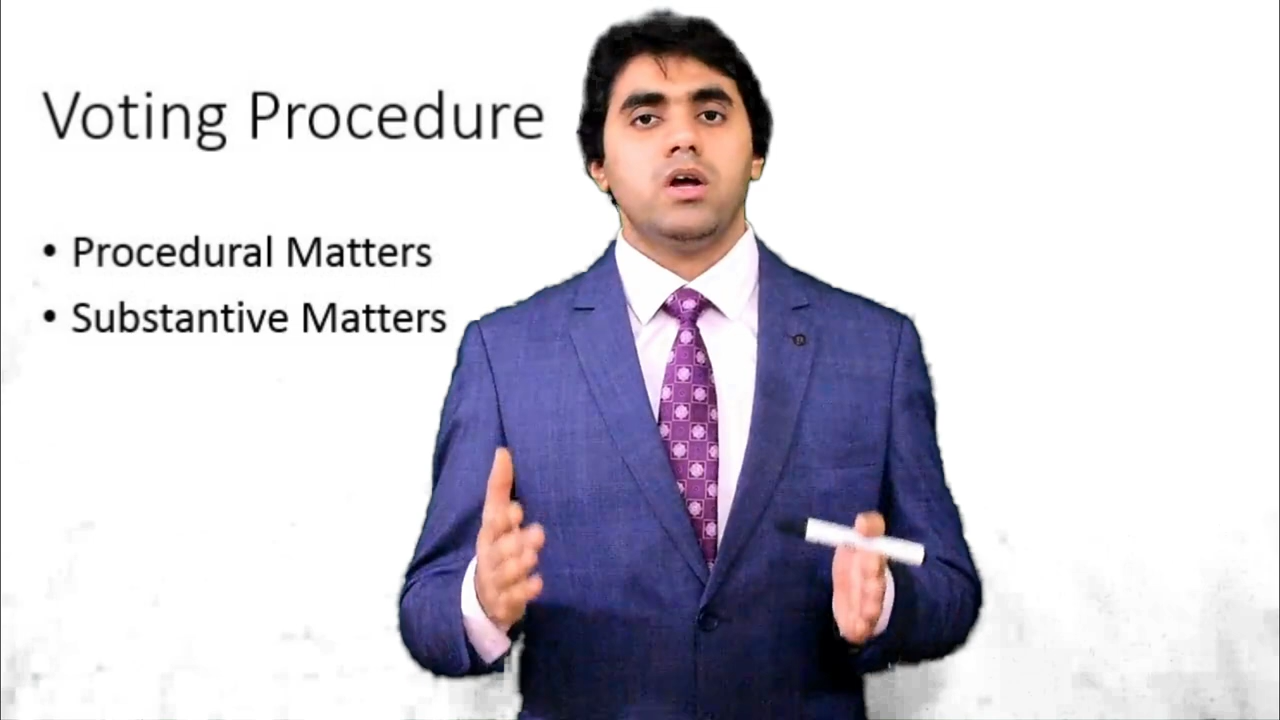 Voting Procedure
• Procedural Matters
• Substantive Matters